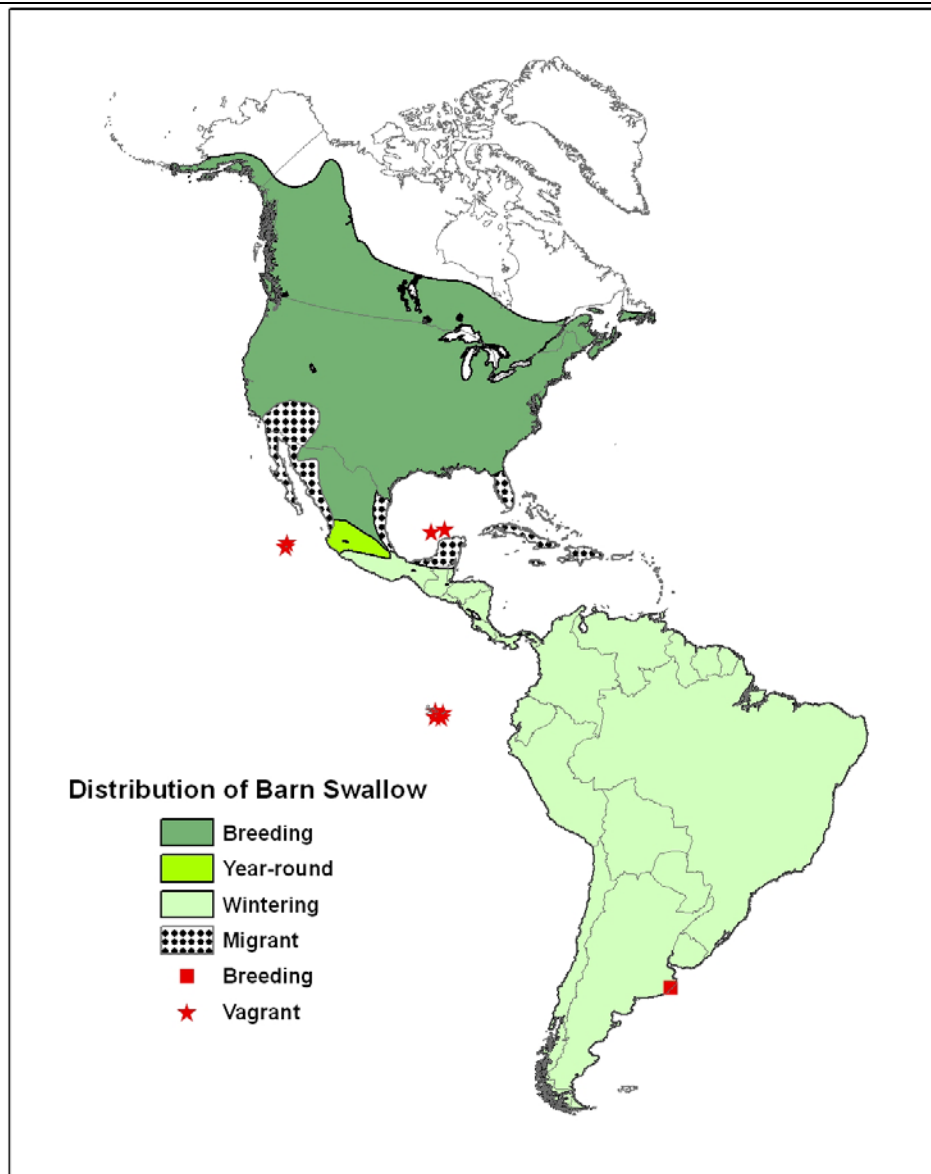 Distribution of Barn Swallow
Breeding
Year-round
Wintering
Migrant
Breeding
Vagrant